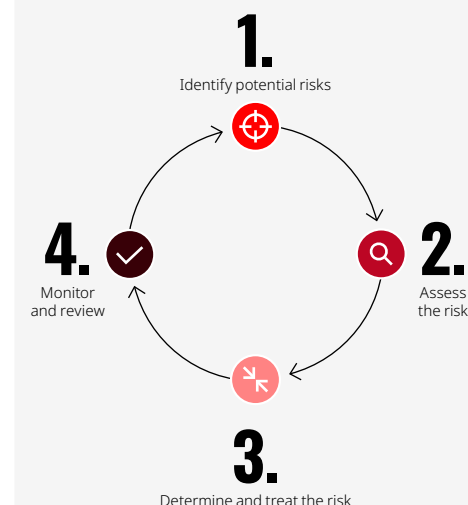 1.
Identify potential risks
2.
Assess
the risk
3.
Determine and treat the risk
4.
Monitor
and review